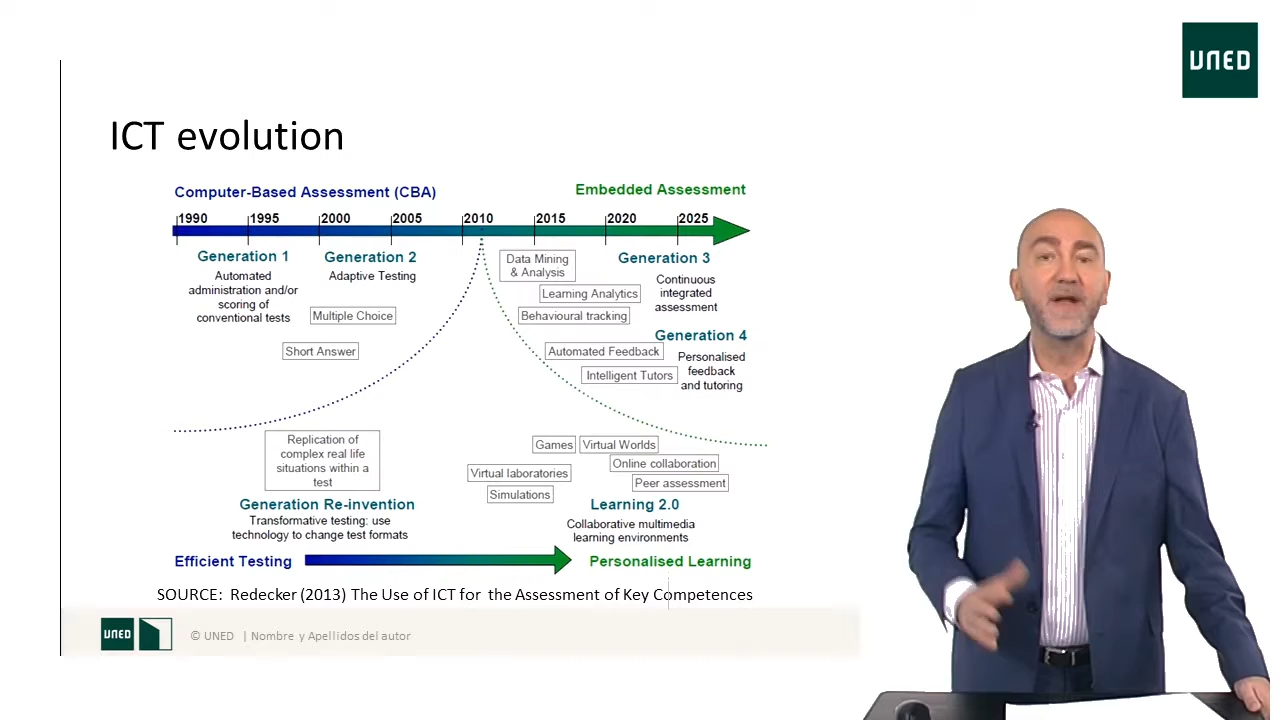 UNED
ICT evolution
Computer-Based Assessment (CBA)
Embedded Assessment
1990 1995 2000 2005 2010 2015 2020 2025
Generation 1
Automated
administration and/or
scoring of
conventional tests
Generation 2
Adaptive Testing
Multiple Choice
Short Answer
Data Mining
& Analysis
Learning Analytics
Behavioural tracking
Generation 3
Continuous
integrated
assessment
Generation 4
Personalised
feedback
and tutoring
Automated Feedback
Intelligent Tutors
Replication of
complex real life
situations within a
test
Generation Re-invention
Transformative testing: use
technology to change test formats
Games
Virtual Worlds
Virtual laboratories
Online collaboration
Simulations
Peer assessment
Learning 2.0
Collaborative multimedia
learning environments
Efficient Testing
Personalised Learning
SOURCE: Redecker (2013) The Use of ICT for the Assessment of Key Competences
UNED
© UNED | Nombre y Apellidos del autor